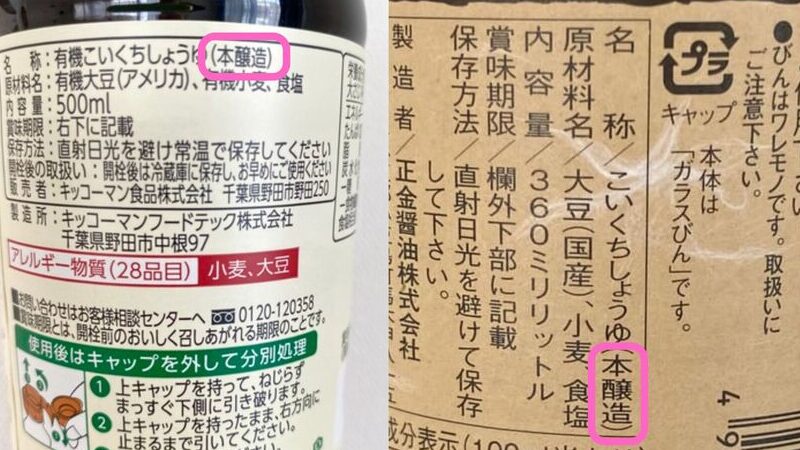 名　称:有機こいくちしょうゆ(本醸造)
原材料名:有機大豆(アメリカ)、有機小麦、食塩
内容量:500ml
賞味期限:右下に記載
保存方法:直射日光を避け常温で保存してください
開栓後の取扱い:開栓後は冷蔵庫に保存し、お早めにご使用ください
販売者:キッコーマン食品株式会社 千葉県野田市野田250
製造所:キッコーマンフードテック株式会社
千葉県野田市中根97
アレルギー物質(28品目) 小麦、大豆
■お問い合わせはお客様相談センターへ 0120-120358
■賞味期限とは、開栓前のおいしく召しあがれる期限のことです。
使用後はキャップを外して分別処理
1 上キャップを持って、ねじらず
まっすぐ下側に引き破ります。
2 上キャップを持ったまま、右方向に
止まるまで引いてください。
プラ
キャップ
びんはワレモノです。取扱いに
ご注意下さい。
本体は
「ガラスびん」です。
名称/こいくちしょうゆ(本醸造)
原材料名/大豆(国産)、小麦、食塩
内容量/360ミリリットル
賞味期限/欄外下部に記載
保存方法/直射日光を避けて保存
して下さい。
製造者/正金醤油株式会社
49